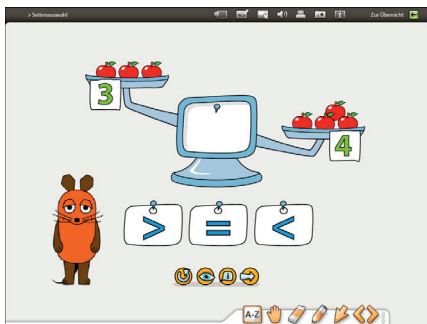 > Seitenauswahl
Zur Übersicht
3
4
> = <
A-Z